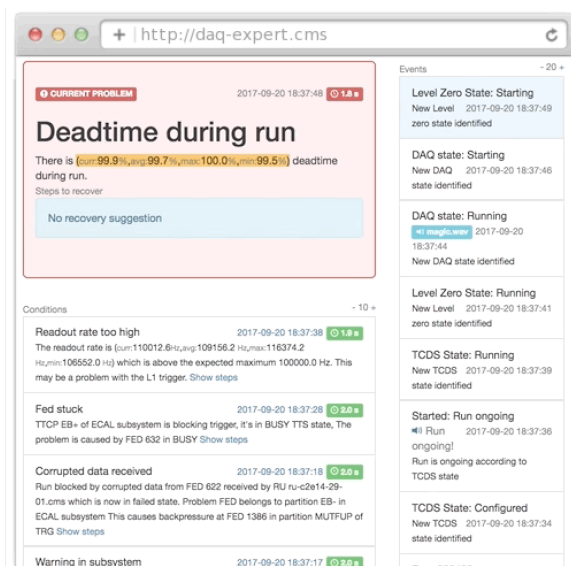 http://daq-expert.cms
CURRENT PROBLEM
2017-09-20 18:37:48 1.8 s
Deadtime during run
There is (curr:99.9%,avg:99.7%,max:100.0%,min:99.5%) deadtime
during run.
Steps to recover
No recovery suggestion
Conditions
- 10 +
Readout rate too high 2017-09-20 18:37:38 1.9 s
The readout rate is (curr:110012.6Hz,avg:109156.2 Hz,max:116374.2
Hz,min:106552.0 Hz) which is above the expected maximum 100000.0 Hz. This
may be a problem with the L1 trigger. Show steps
Fed stuck 2017-09-20 18:37:28 2.0 s
TTCP EB+ of ECAL subsystem is blocking trigger, it's in BUSY TTS state, The
problem is caused by FED 632 in BUSY Show steps
Corrupted data received 2017-09-20 18:37:18 2.0 s
Run blocked by corrupted data from FED 622 received by RU ru-c2e14-29-
01.cms which is now in failed state. Problem FED belongs to partition EB- in
ECAL subsystem This causes backpressure at FED 1386 in partition MUTFUP of
TRG Show steps
Warning in subsystem 2017-09-20 18:37:17 2.0 s
Events
- 20 +
Level Zero State: Starting
New Level 2017-09-20 18:37:49
zero state identified
DAQ state: Starting
New DAQ 2017-09-20 18:37:46
state identified
DAQ state: Running
magic.wav 2017-09-20
18:37:44
New DAQ state identified
Level Zero State: Running
New Level 2017-09-20 18:37:41
zero state identified
TCDS State: Running
New TCDS 2017-09-20 18:37:39
state identified
Started: Run ongoing
Run 2017-09-20 18:37:36
ongoing!
Run is ongoing according to
TCDS state
TCDS State: Configured
New TCDS 2017-09-20 18:37:34
state identified